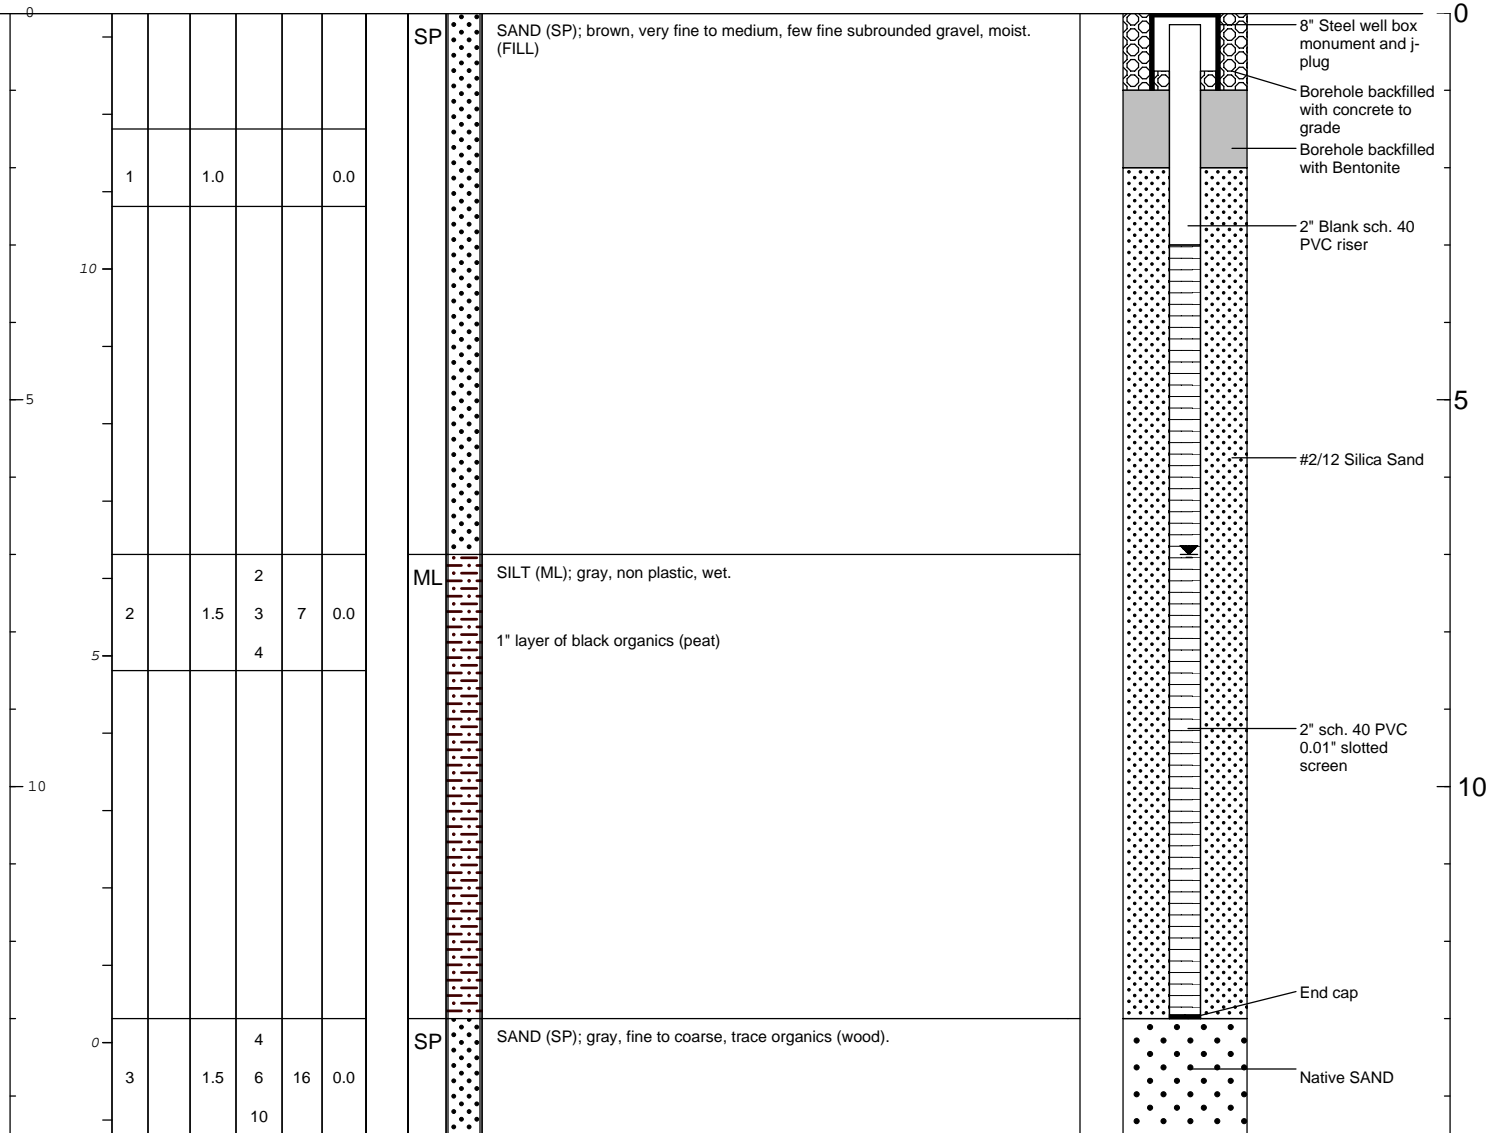 0
SP
SAND (SP); brown, very fine to medium, few fine subrounded gravel, moist.
(FILL)
8" Steel well box
monument and j-
plug
0
Borehole backfilled
with concrete to
grade
Borehole backfilled
with Bentonite
1 1.0 0.0
2" Blank sch. 40
PVC riser
10
5
5
#2/12 Silica Sand
ML
SILT (ML); gray, non plastic, wet.
2
2 1.5 3 7 0.0
4
1" layer of black organics (peat)
5
2" sch. 40 PVC
0.01" slotted
screen
10
10
End cap
SP
SAND (SP); gray, fine to coarse, trace organics (wood).
0
4
3 1.5 6 16 0.0
10
Native SAND